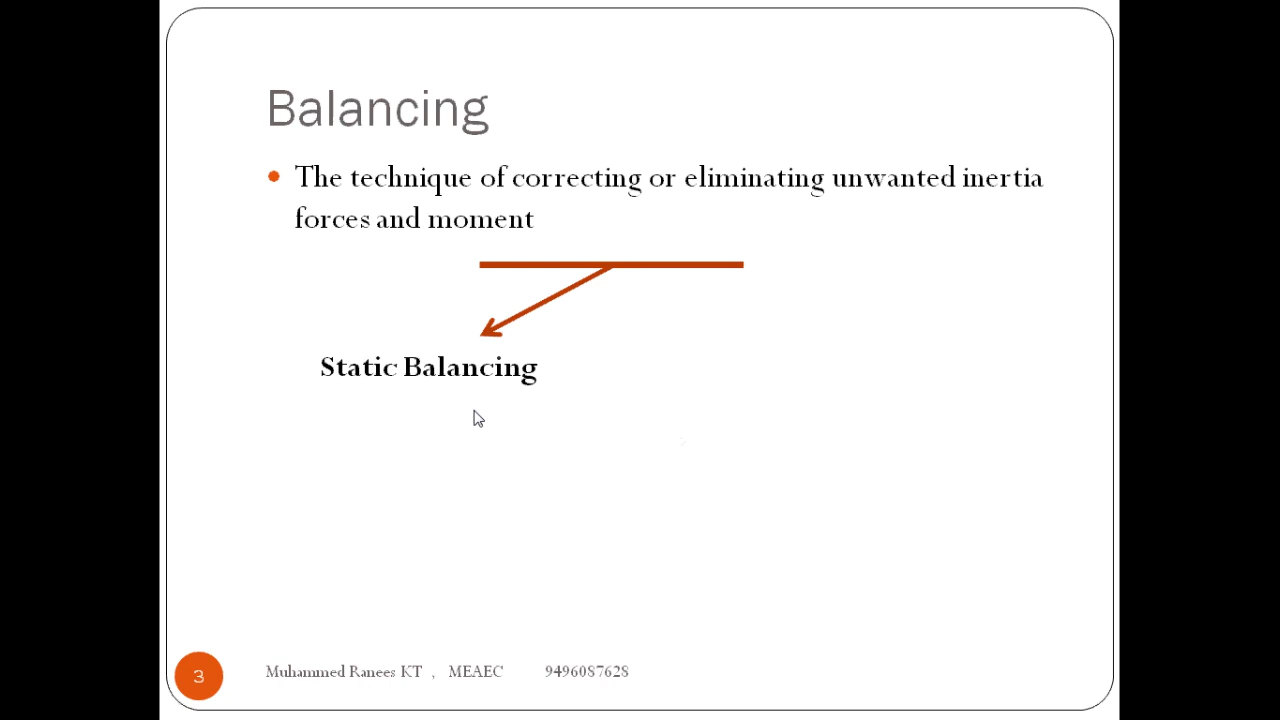 Balancing
The technique of correcting or eliminating unwanted inertia
forces and moment
Static Balancing
3
Muhammed Ranees KT , MEAEC 9496087628